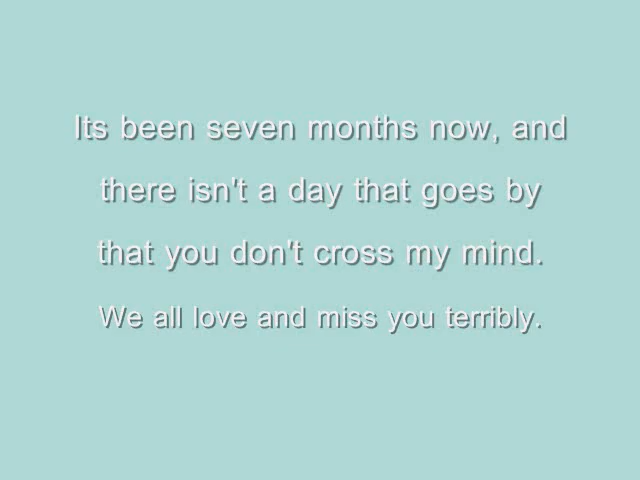 Its been seven months now, and
there isn't a day that goes by
that you don't cross my mind.
We all love and miss you terribly.